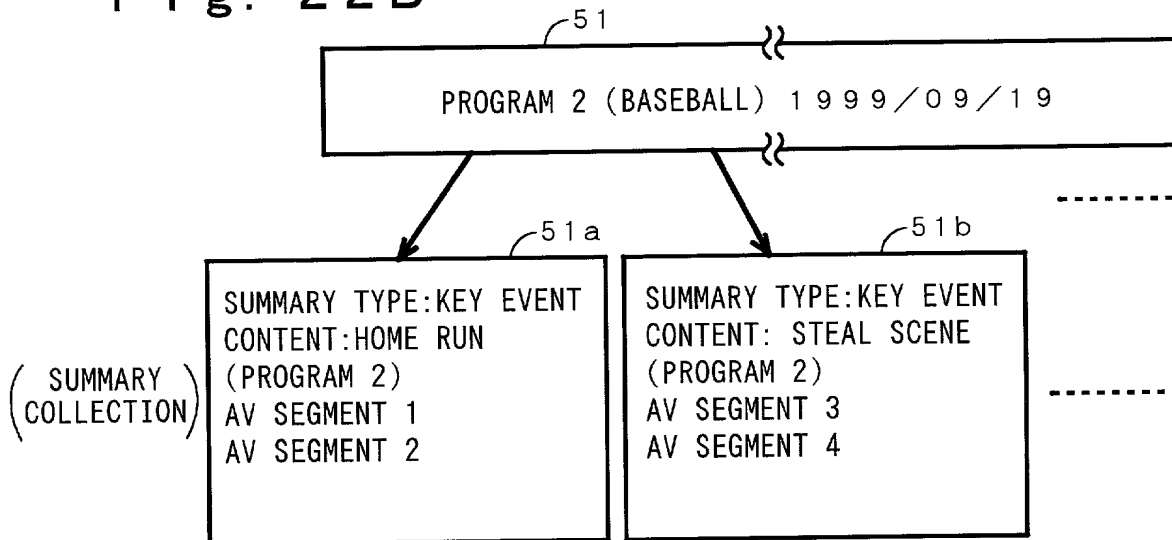 Fig. 22B
51
PROGRAM 2 (BASEBALL) 1999/09/19
51a
SUMMARY TYPE:KEY EVENT
CONTENT:HOME RUN
(PROGRAM 2)
AV SEGMENT 1
AV SEGMENT 2
51b
SUMMARY TYPE:KEY EVENT
CONTENT: STEAL SCENE
(PROGRAM 2)
AV SEGMENT 3
AV SEGMENT 4
(SUMMARY
COLLECTION)